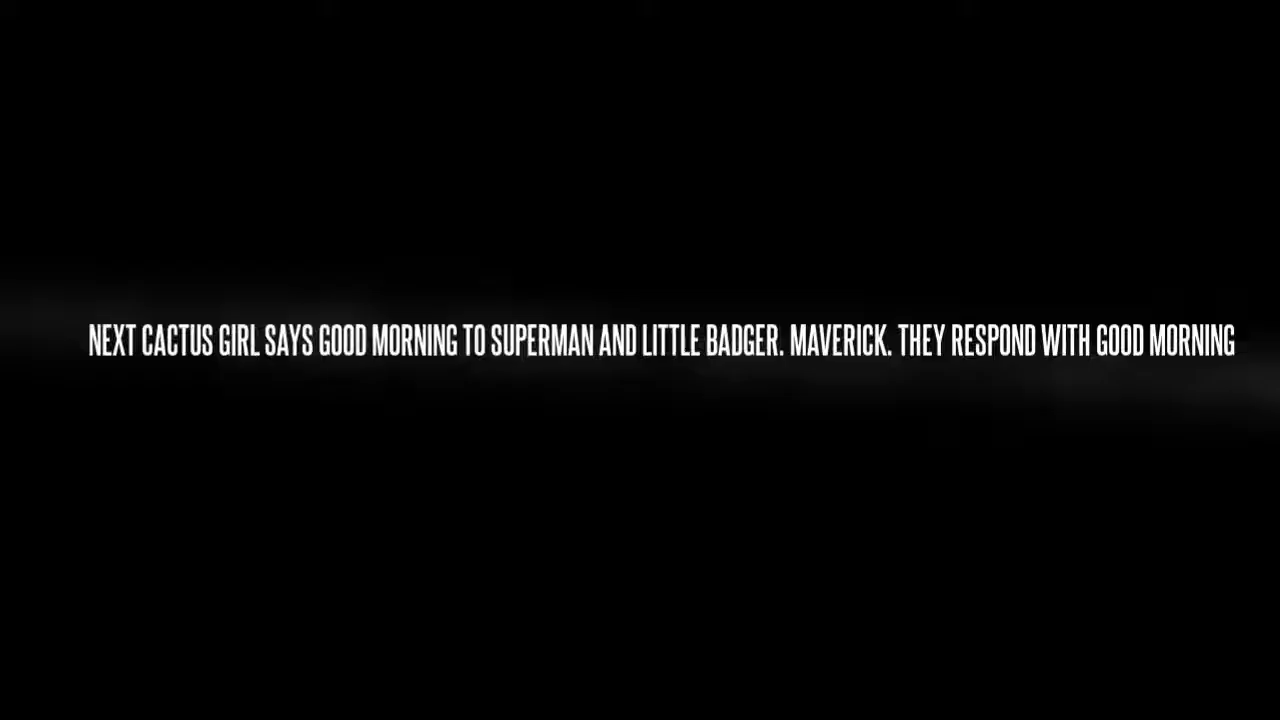 NEXT CACTUS GIRL SAYS GOOD MORNING TO SUPERMAN AND LITTLE BADGER. MAVERICK. THEY RESPOND WITH GOOD MORNING